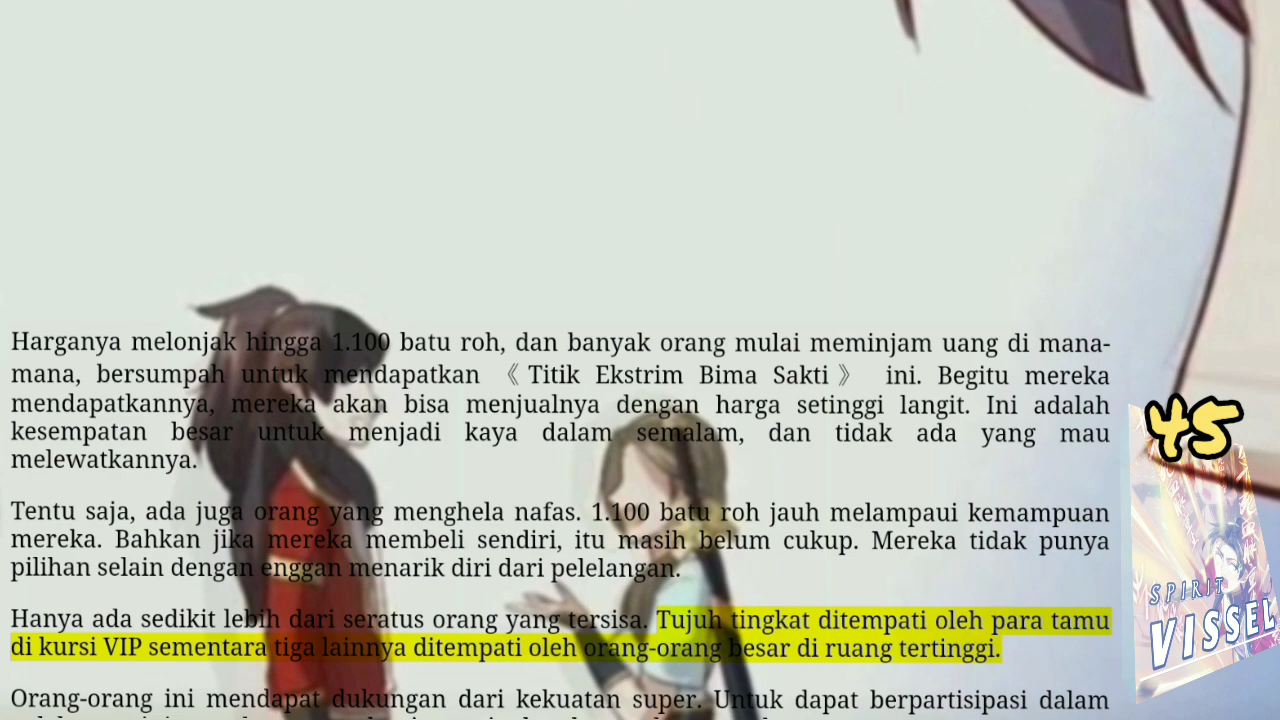 Harganya melonjak hingga 1.100 batu roh, dan banyak orang mulai meminjam uang di mana-
mana, bersumpah untuk mendapatkan 《Titik Ekstrim Bima Sakti》 ini. Begitu mereka
mendapatkannya, mereka akan bisa menjualnya dengan harga setinggi langit. Ini adalah
kesempatan besar untuk menjadi kaya dalam semalam, dan tidak ada yang mau
melewatkannya.
Tentu saja, ada juga orang yang menghela nafas. 1.100 batu roh jauh melampaui kemampuan
mereka. Bahkan jika mereka membeli sendiri, itu masih belum cukup. Mereka tidak punya
pilihan selain dengan enggan menarik diri dari pelelangan.
Hanya ada sedikit lebih dari seratus orang yang tersisa. Tujuh tingkat ditempati oleh para tamu
di kursi VIP sementara tiga lainnya ditempati oleh orang-orang besar di ruang tertinggi.
Orang-orang ini mendapat dukungan dari kekuatan super. Untuk dapat berpartisipasi dalam
45
SPIRIT
VISSEL